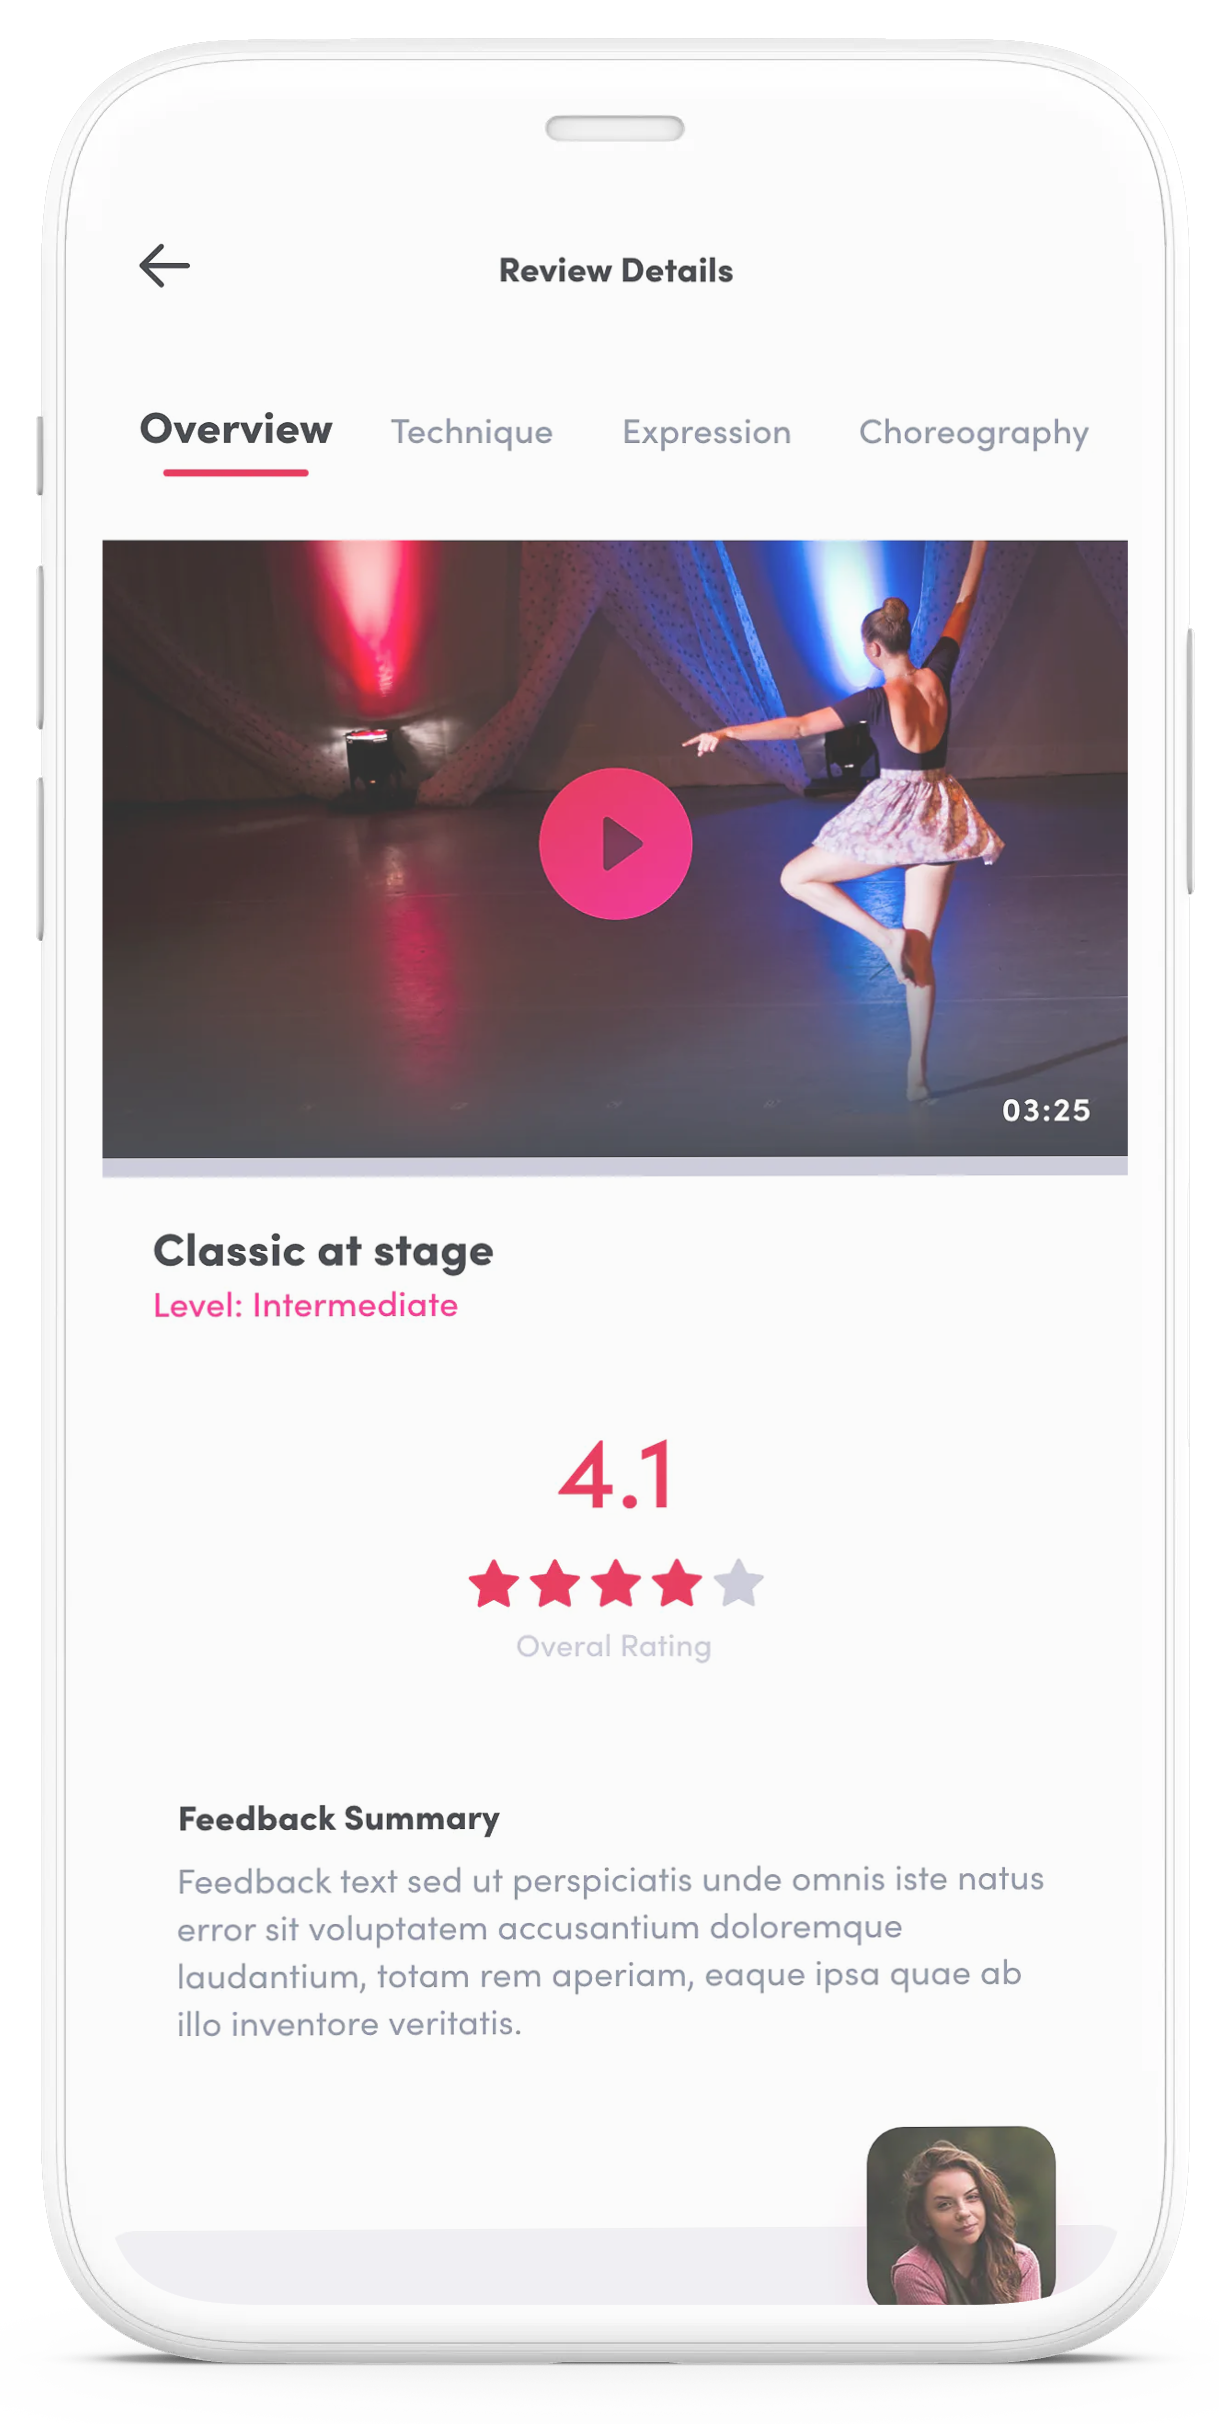 Review Details
Overview Technique Expression Choreography
03:25
Classic at stage
Level: Intermediate
4.1
Overal Rating
Feedback Summary
Feedback text sed ut perspiciatis unde omnis iste natus
error sit voluptatem accusantium doloremque
laudantium, totam rem aperiam, eaque ipsa quae ab
illo inventore veritatis.